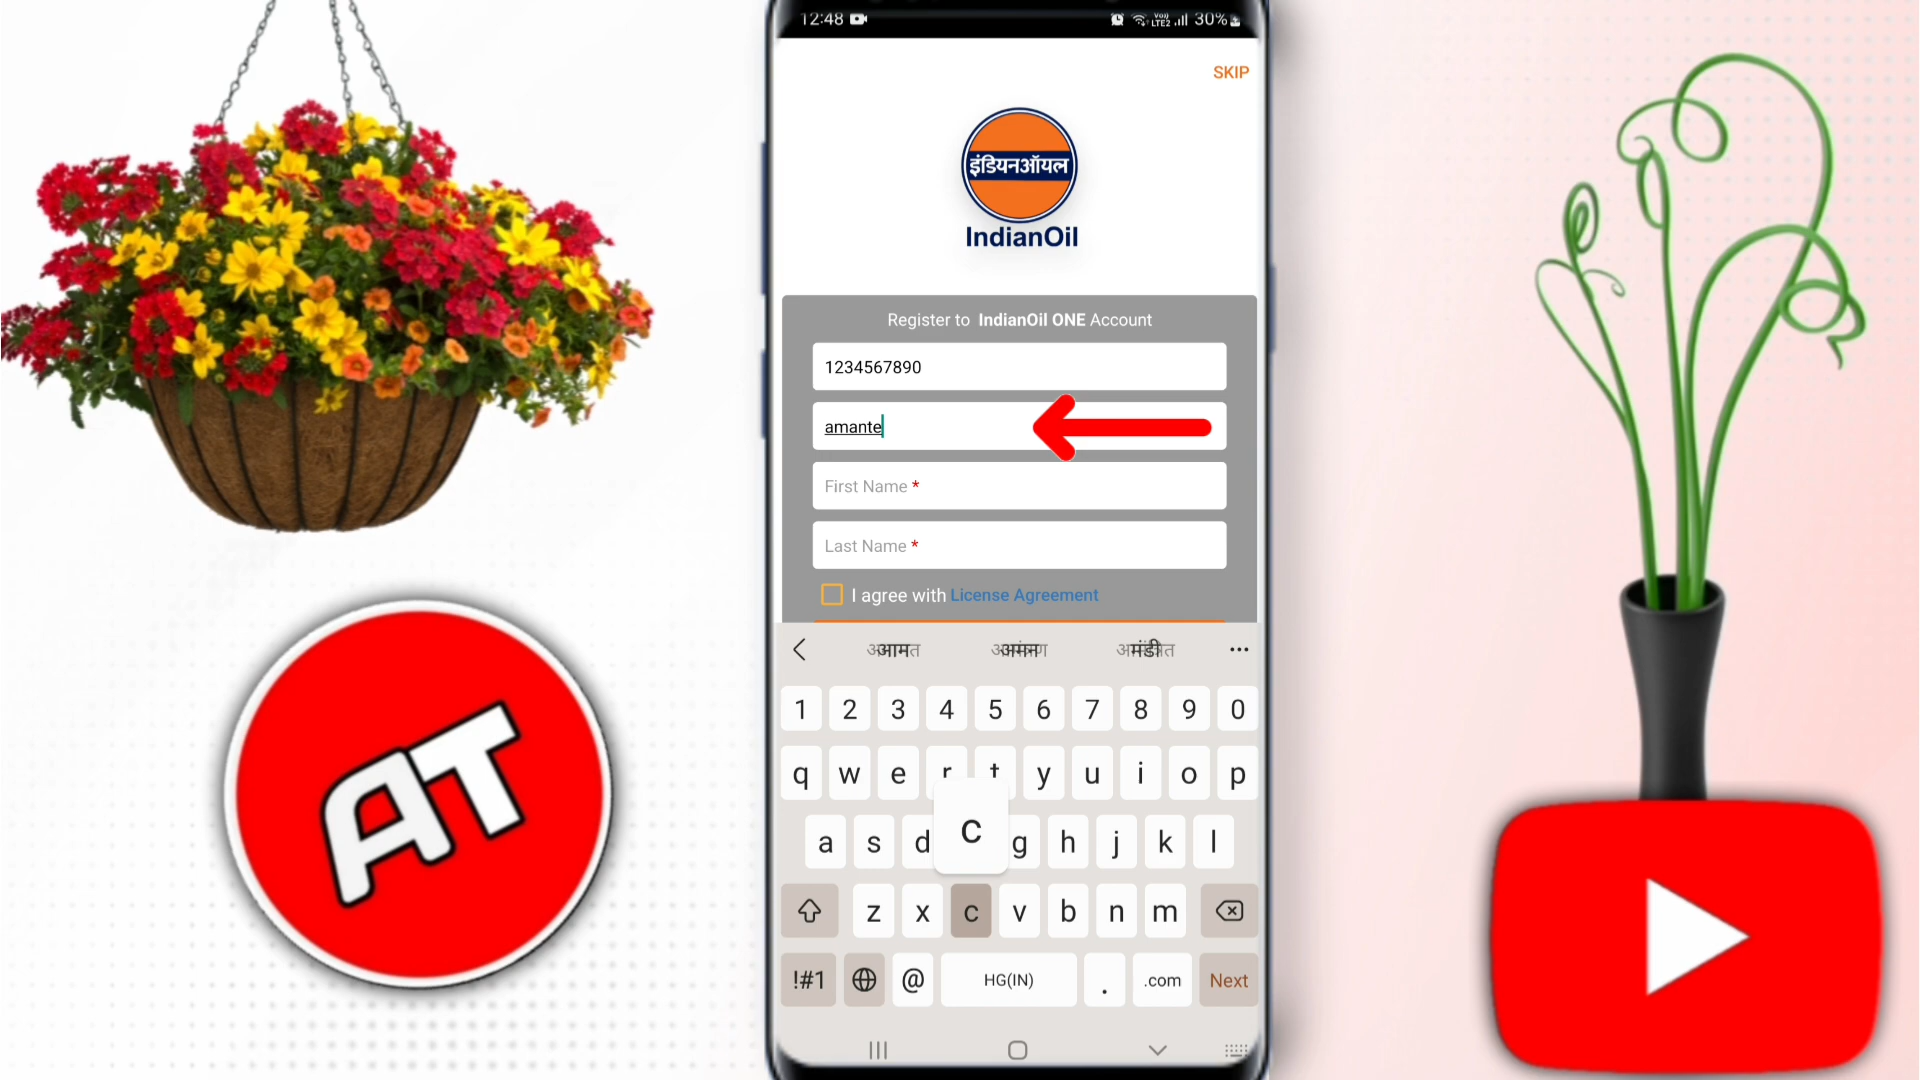 12:48
30%
SKIP
इंडियनऑयल
IndianOil
Register to IndianOil ONE Account
1234567890
amante
First Name *
Last Name *
I agree with License Agreement
1 2 3 4 5 6 7 8 9 0
q w e r t y u i o p
a s d c g h j k l
z x c v b n m
!#1 @ HG(IN) . .com Next
AT